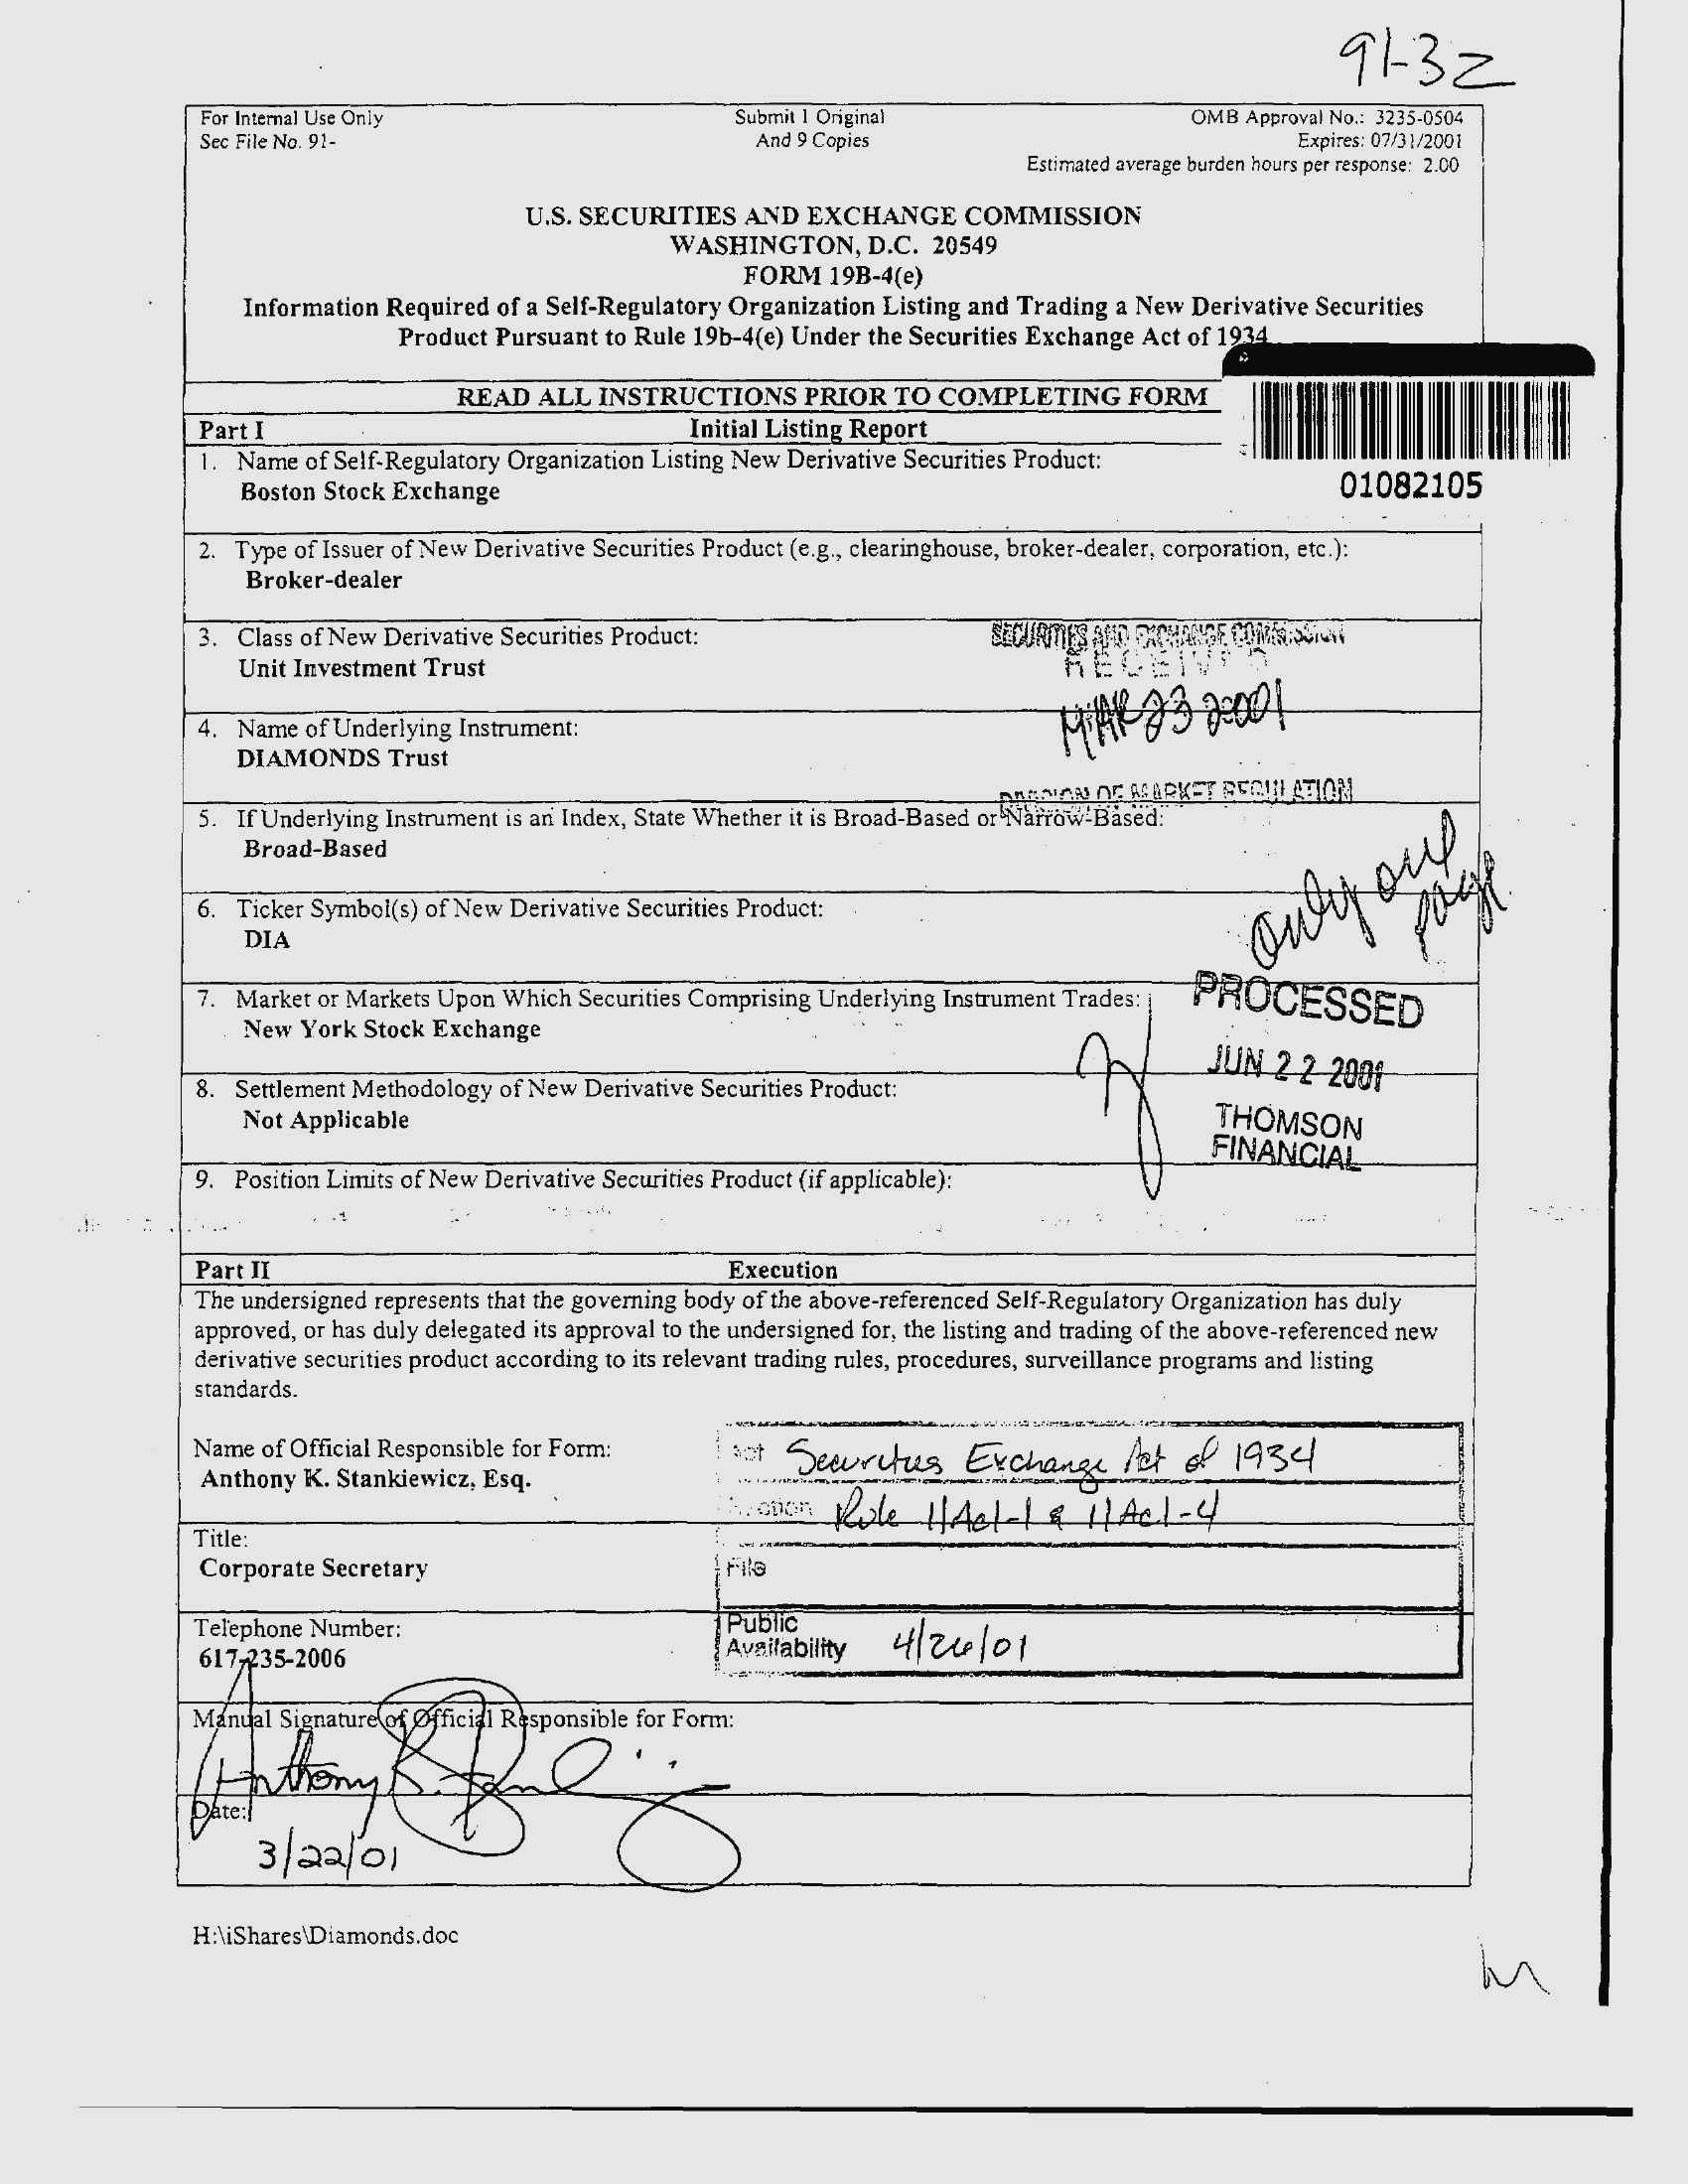 91-32
For Internal Use Only
Sec File No. 91-
Submit 1 Original
And 9 Copies
OMB Approval No.: 3235-0504
Expires: 07/31/2001
Estimated average burden hours per response: 2.00
U.S. SECURITIES AND EXCHANGE COMMISSION
WASHINGTON, D.C. 20549
FORM 19B-4(e)
Information Required of a Self-Regulatory Organization Listing and Trading a New Derivative Securities
Product Pursuant to Rule 19b-4(e) Under the Securities Exchange Act of 1934
READ ALL INSTRUCTIONS PRIOR TO COMPLETING FORM
Part I Initial Listing Report
01082105
1. Name of Self-Regulatory Organization Listing New Derivative Securities Product:
Boston Stock Exchange
2. Type of Issuer of New Derivative Securities Product (e.g., clearinghouse, broker-dealer, corporation, etc.):
Broker-dealer
3. Class of New Derivative Securities Product:
Unit Investment Trust
SECURITIES AND EXCHANGE COMMISSION
RECEIVED
MAR 23 2001
DIVISION OF MARKET REGULATION
4. Name of Underlying Instrument:
DIAMONDS Trust
5. If Underlying Instrument is an Index, State Whether it is Broad-Based or Narrow-Based:
Broad-Based
only one
page
6. Ticker Symbol(s) of New Derivative Securities Product:
DIA
7. Market or Markets Upon Which Securities Comprising Underlying Instrument Trades:
New York Stock Exchange
PROCESSED
JUN 22 2001
THOMSON
FINANCIAL
8. Settlement Methodology of New Derivative Securities Product:
Not Applicable
9. Position Limits of New Derivative Securities Product (if applicable):
Part II Execution
The undersigned represents that the governing body of the above-referenced Self-Regulatory Organization has duly
approved, or has duly delegated its approval to the undersigned for, the listing and trading of the above-referenced new
derivative securities product according to its relevant trading rules, procedures, surveillance programs and listing
standards.
Name of Official Responsible for Form:
Anthony K. Stankiewicz, Esq.
Act Securities Exchange Act of 1934
Section Rule 11Ac1-1 & 11Ac1-4
Title:
Corporate Secretary
File
Telephone Number:
617-235-2006
Public
Availability 4/26/01
Manual Signature of Official Responsible for Form:
Date:
3/22/01
H:\iShares\Diamonds.doc